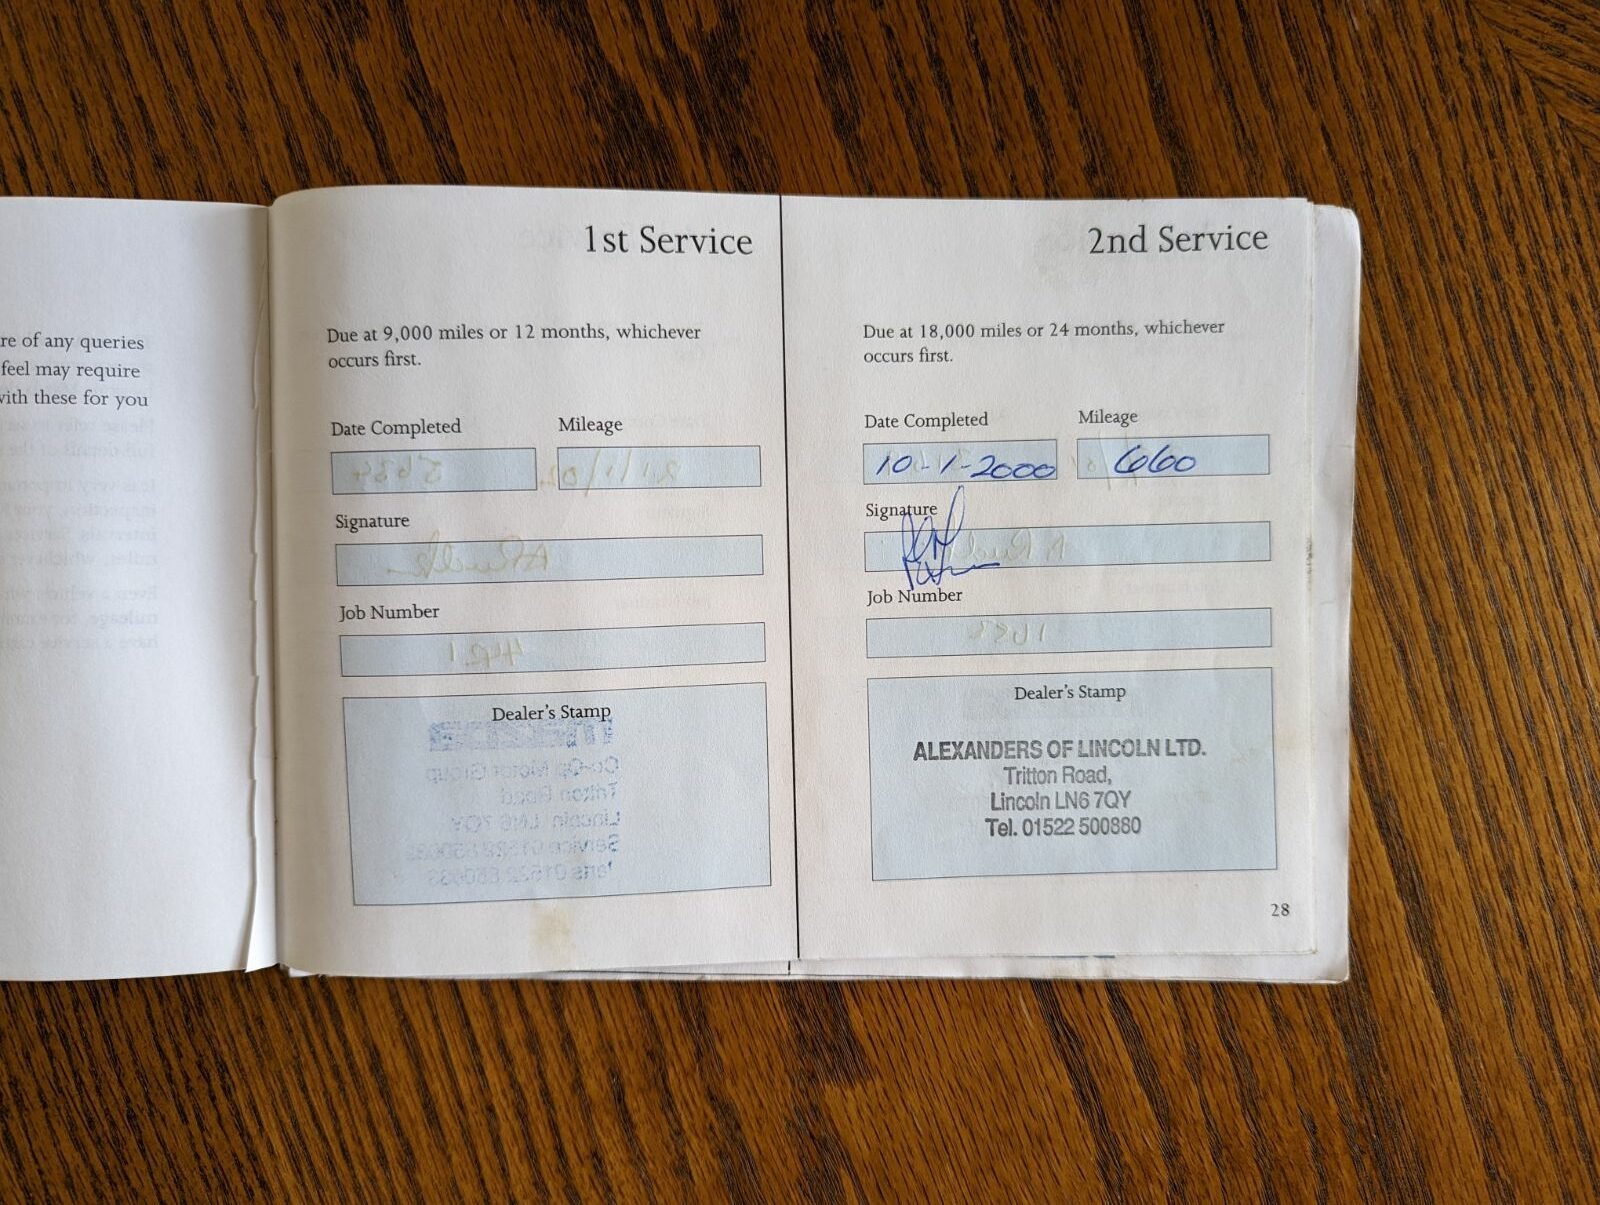 re of any queries
feel may require
with these for you
1st Service
Due at 9,000 miles or 12 months, whichever
occurs first.
Date Completed Mileage
Signature
Job Number
Dealer's Stamp
2nd Service
Due at 18,000 miles or 24 months, whichever
occurs first.
Date Completed Mileage
10-1-2000 6660
Signature
Job Number
Dealer's Stamp
ALEXANDERS OF LINCOLN LTD.
Tritton Road,
Lincoln LN6 7QY
Tel. 01522 500880
28